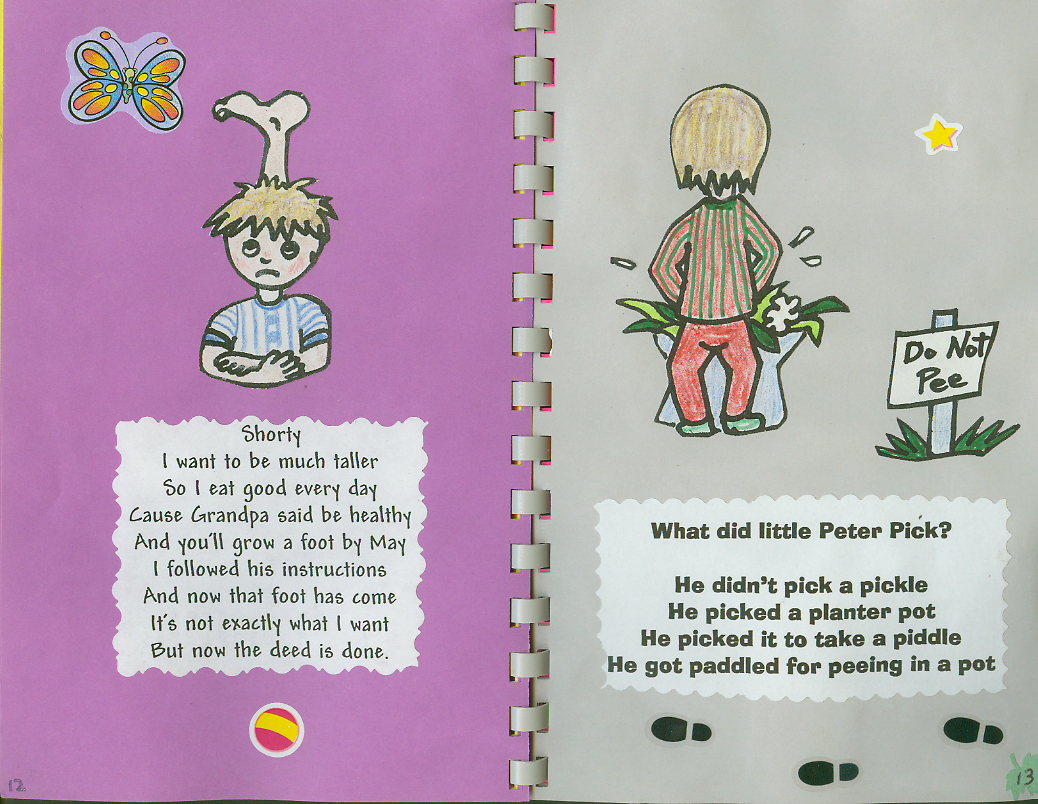 Shorty
I want to be much taller
So I eat good every day
Cause Grandpa said be healthy
And you'll grow a foot by May
I followed his instructions
And now that foot has come
It's not exactly what I want
But now the deed is done.
12
Do Not
Pee
What did little Peter Pick?
He didn't pick a pickle
He picked a planter pot
He picked it to take a piddle
He got paddled for peeing in a pot
13